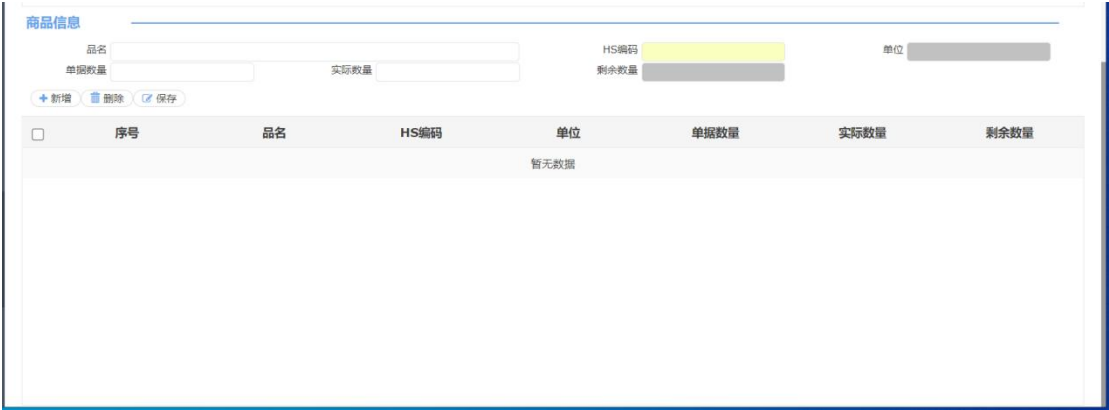 商品信息
品名 HS编码 单位
单据数量 实际数量 剩余数量
新增 删除 保存
序号 品名 HS编码 单位 单据数量 实际数量 剩余数量
暂无数据